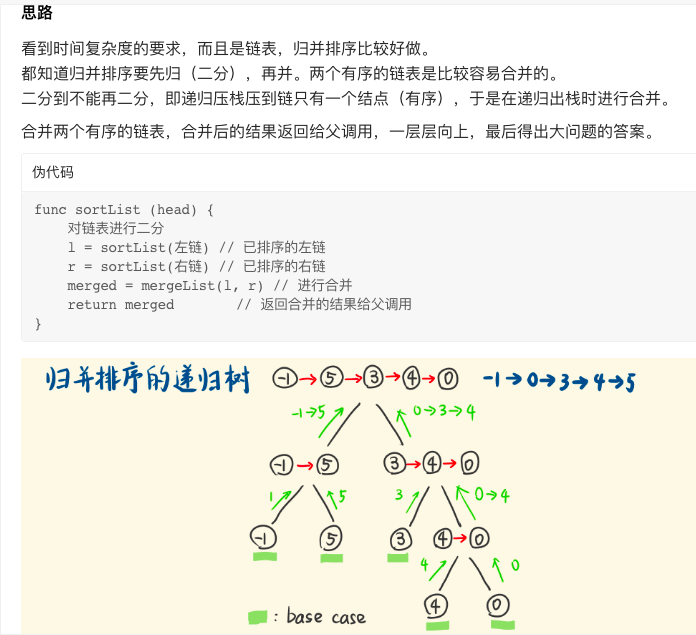 思路
看到时间复杂度的要求，而且是链表，归并排序比较好做。
都知道归并排序要先归（二分），再并。两个有序的链表是比较容易合并的。
二分到不能再二分，即递归压栈压到链只有一个结点（有序），于是在递归出栈时进行合并。
合并两个有序的链表，合并后的结果返回给父调用，一层层向上，最后得出大问题的答案。
伪代码
func sortList (head) {
对链表进行二分
l = sortList(左链) // 已排序的左链
r = sortList(右链) // 已排序的右链
merged = mergeList(l, r) // 进行合并
return merged // 返回合并的结果给父调用
}
归并排序的递归树 -1→5→3→4→0 -1→0→3→4→5
-1→5 0→3→4
-1→5 3→4→0
1 5 3 0→4
-1 5 3 4→0
4 0
4 0
: base case